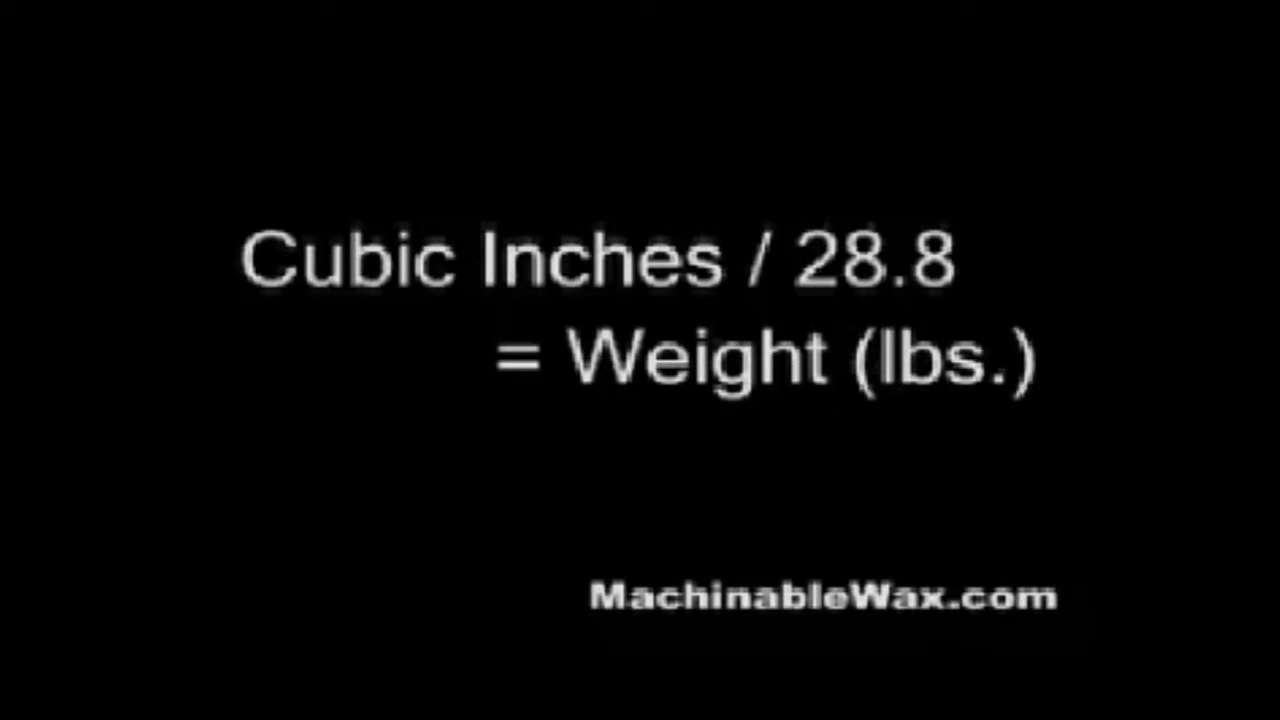 Cubic Inches / 28.8
= Weight (lbs.)
MachinableWax.com